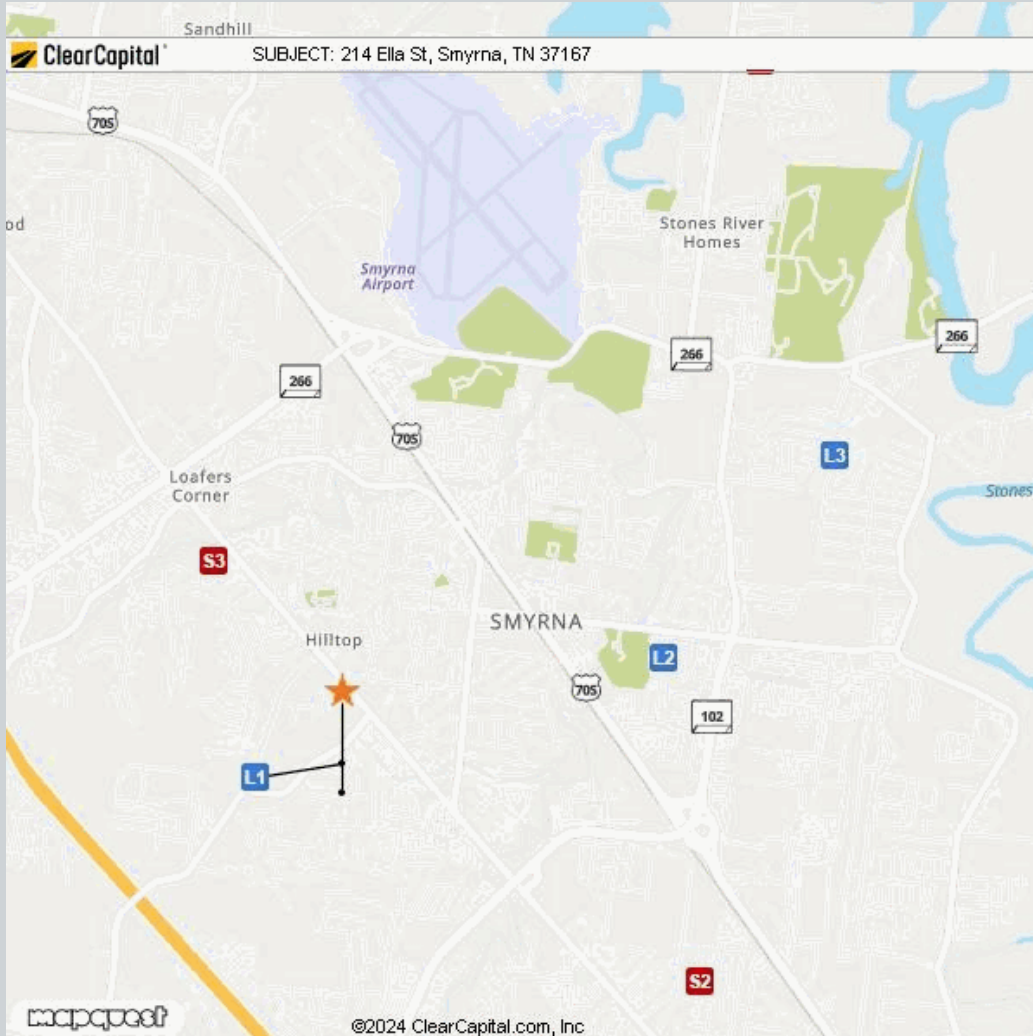 Sandhill
ClearCapital
SUBJECT: 214 Ella St, Smyrna, TN 37167
705
od
Stones River
Homes
Smyrna
Airport
266
266
266
705
L3
Loafers
Corner
Stones
S3
SMYRNA
Hilltop
L2
705
102
L1
S2
mapquest
©2024 ClearCapital.com, Inc